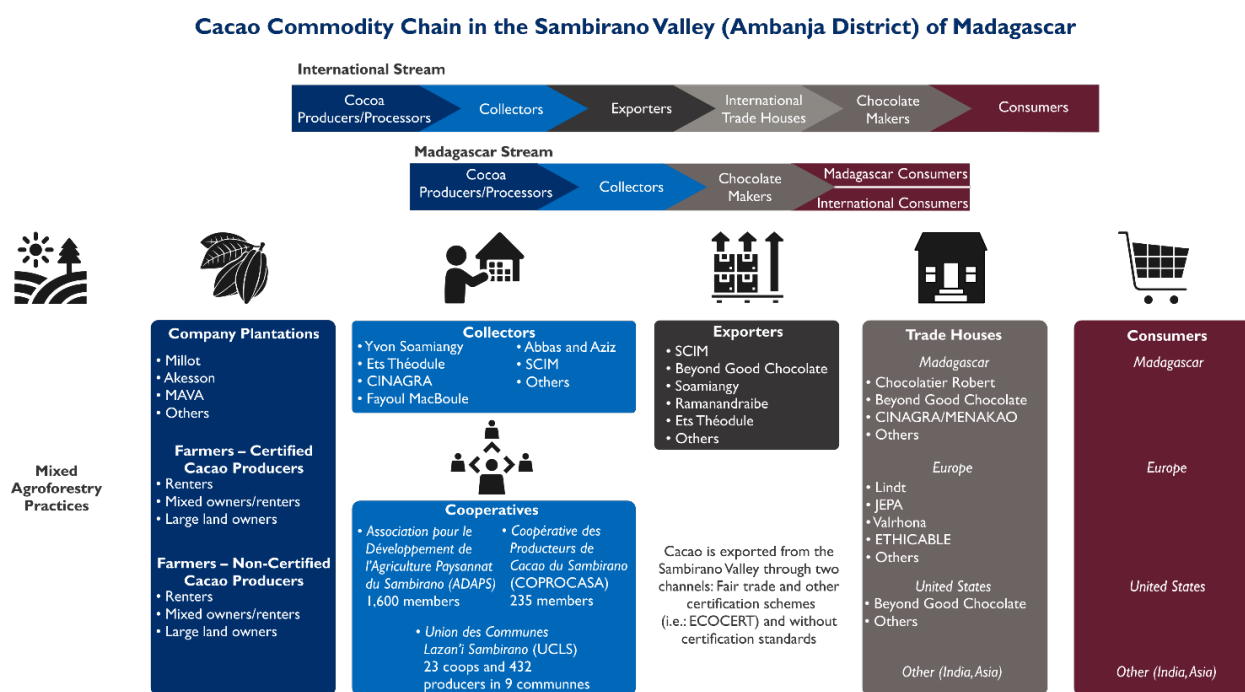 Cacao Commodity Chain in the Sambirano Valley (Ambanja District) of Madagascar
International Stream
Cocoa
Producers/Processors
Collectors
Exporters
International
Trade Houses
Chocolate
Makers
Consumers
Madagascar Stream
Cocoa
Producers/Processors
Collectors
Chocolate
Makers
Madagascar Consumers
International Consumers
Mixed
Agroforestry
Practices
Company Plantations
• Millot
• Akesson
• MAVA
• Others
Farmers – Certified
Cacao Producers
• Renters
• Mixed owners/renters
• Large land owners
Farmers – Non-Certified
Cacao Producers
• Renters
• Mixed owners/renters
• Large land owners
Collectors
• Yvon Soamiangy
• Ets Théodule
• CINAGRA
• Fayoul MacBoule
• Abbas and Aziz
• SCIM
• Others
Cooperatives
• Association pour le
Développement de
l'Agriculture Paysannat
du Sambirano (ADAPS)
1,600 members
• Coopérative des
Producteurs de
Cacao du Sambirano
(COPROCASA)
235 members
• Union des Communes
Lazan'i Sambirano (UCLS)
23 coops and 432
producers in 9 communnes
Exporters
• SCIM
• Beyond Good Chocolate
• Soamiangy
• Ramanandraibe
• Ets Théodule
• Others
Cacao is exported from the
Sambirano Valley through two
channels: Fair trade and other
certification schemes
(i.e.: ECOCERT) and without
certification standards
Trade Houses
Madagascar
• Chocolatier Robert
• Beyond Good Chocolate
• CINAGRA/MENAKAO
• Others
Europe
• Lindt
• JEPA
• Valrhona
• ETHICABLE
• Others
United States
• Beyond Good Chocolate
• Others
Other (India, Asia)
Consumers
Madagascar
Europe
United States
Other (India, Asia)